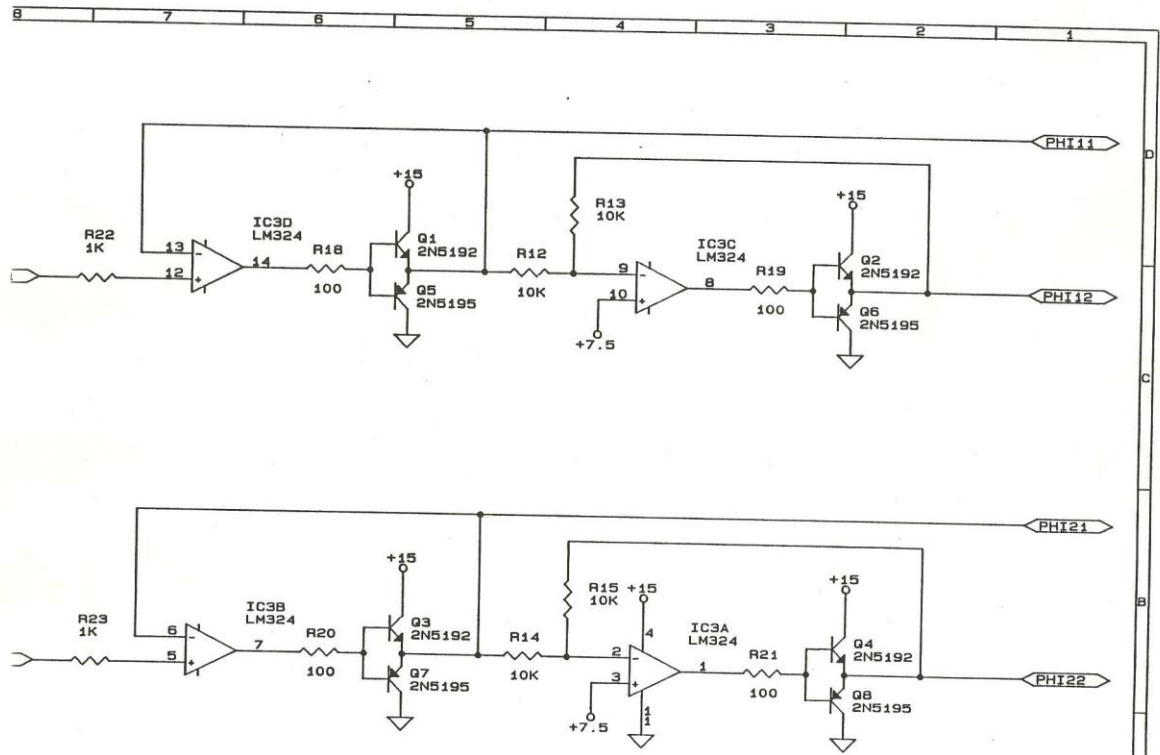 8 7 6 5 4 3 2 1
D
C
B
PHI11
+15
R22
1K
13
12
IC3D
LM324
14
R18
100
Q1
2N5192
Q5
2N5195
R12
10K
R13
10K
9
10
+7.5
IC3C
LM324
8
R19
100
+15
Q2
2N5192
Q6
2N5195
PHI12
PHI21
+15
R23
1K
6
5
IC3B
LM324
7
R20
100
Q3
2N5192
Q7
2N5195
R14
10K
R15
10K
+15
4
2
3
+7.5
11
IC3A
LM324
1
R21
100
+15
Q4
2N5192
Q8
2N5195
PHI22